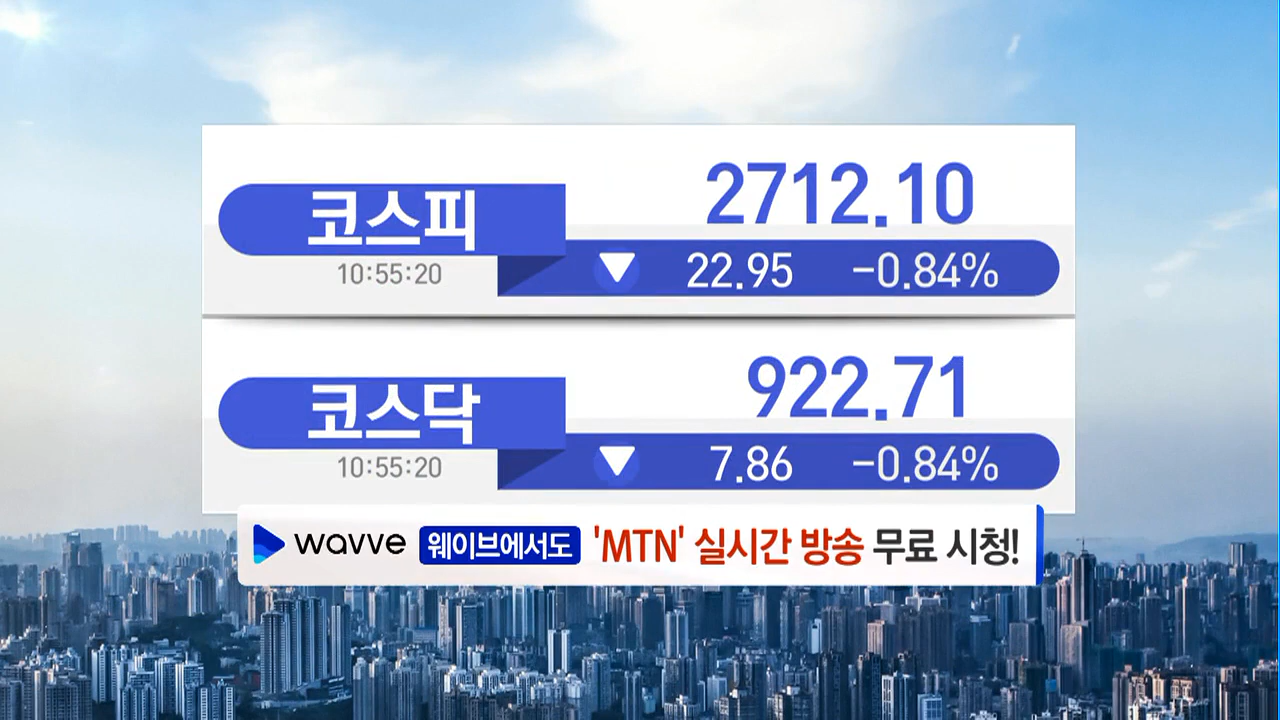 코스피
2712.10
10:55:20
▼ 22.95 -0.84%
코스닥
922.71
10:55:20
▼ 7.86 -0.84%
wavve 웨이브에서도 'MTN' 실시간 방송 무료 시청!